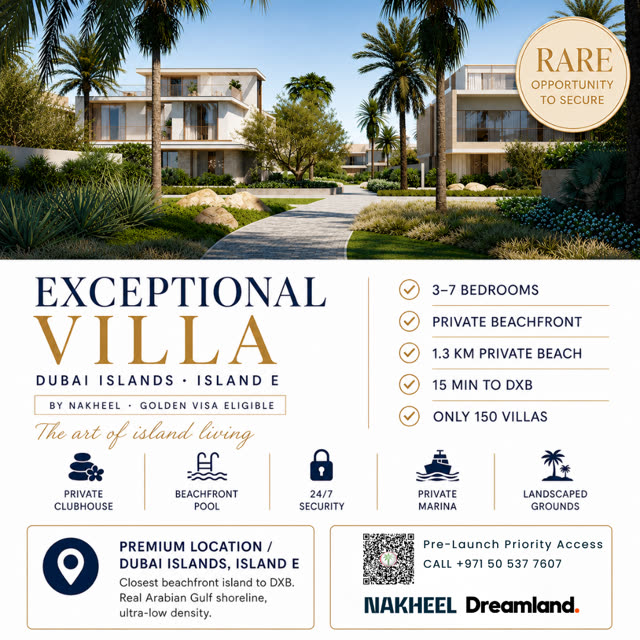 RARE
OPPORTUNITY
TO SECURE
EXCEPTIONAL
VILLA
DUBAI ISLANDS • ISLAND E
BY NAKHEEL • GOLDEN VISA ELIGIBLE
The art of island living
3–7 BEDROOMS
PRIVATE BEACHFRONT
1.3 KM PRIVATE BEACH
15 MIN TO DXB
ONLY 150 VILLAS
PRIVATE
CLUBHOUSE
BEACHFRONT
POOL
24/7
SECURITY
PRIVATE
MARINA
LANDSCAPED
GROUNDS
PREMIUM LOCATION /
DUBAI ISLANDS, ISLAND E
Closest beachfront island to DXB.
Real Arabian Gulf shoreline,
ultra-low density.
Pre-Launch Priority Access
CALL +971 50 537 7607
NAKHEEL Dreamland.